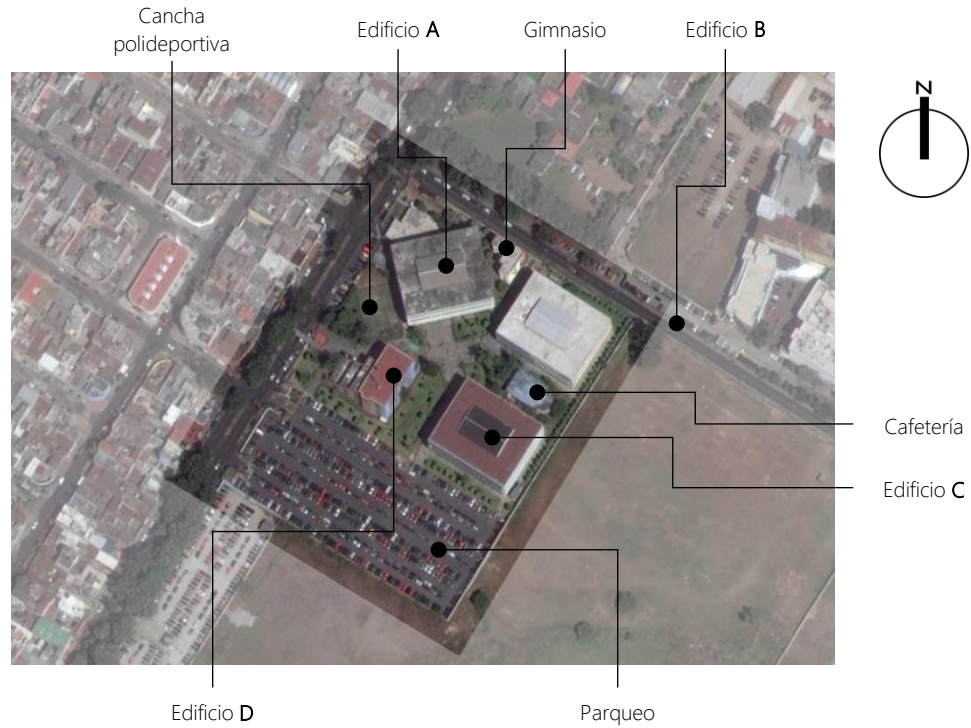 Cancha
polideportiva
Edificio A
Gimnasio
Edificio B
N
Cafetería
Edificio C
Edificio D
Parqueo